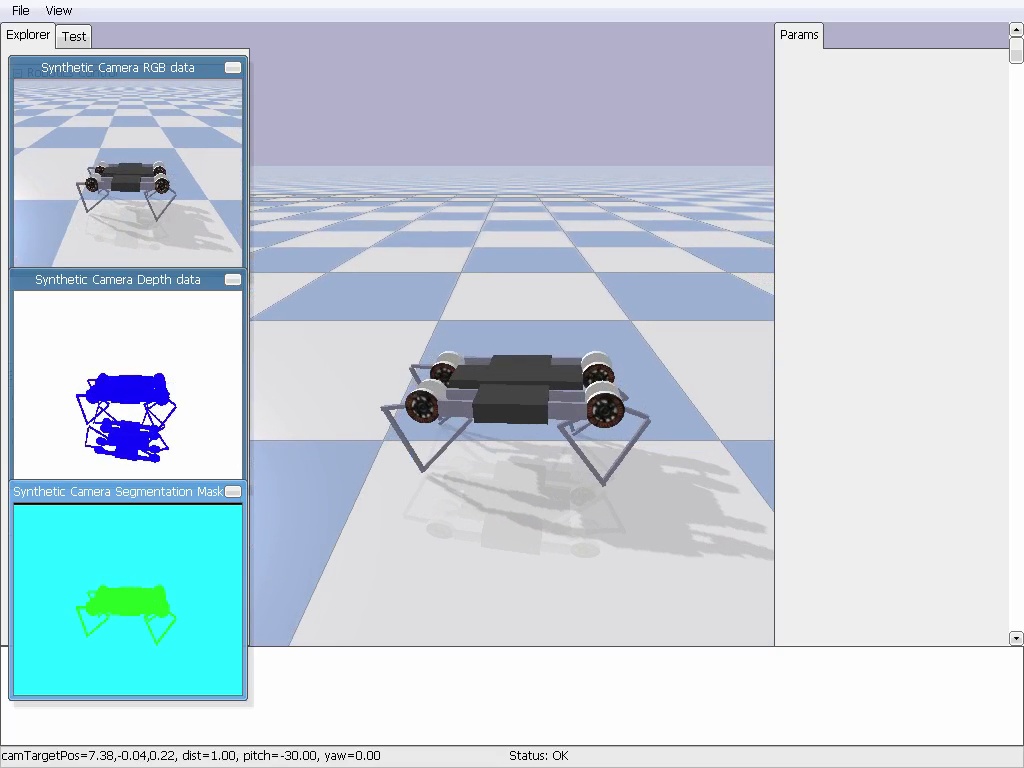 File View
Explorer Test
Params
Synthetic Camera RGB data
Synthetic Camera Depth data
Synthetic Camera Segmentation Mask
camTargetPos=7.38,-0.04,0.22, dist=1.00, pitch=-30.00, yaw=0.00
Status: OK